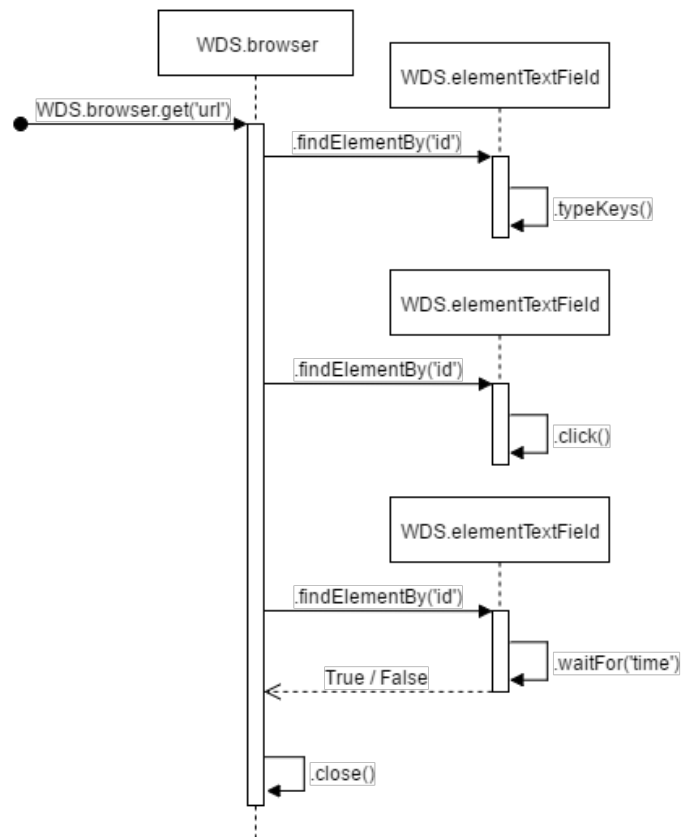 WDS.browser
WDS.elementTextField
WDS.browser.get('url')
.findElementBy('id')
.typeKeys()
WDS.elementTextField
.findElementBy('id')
.click()
WDS.elementTextField
.findElementBy('id')
.waitFor('time')
True / False
.close()